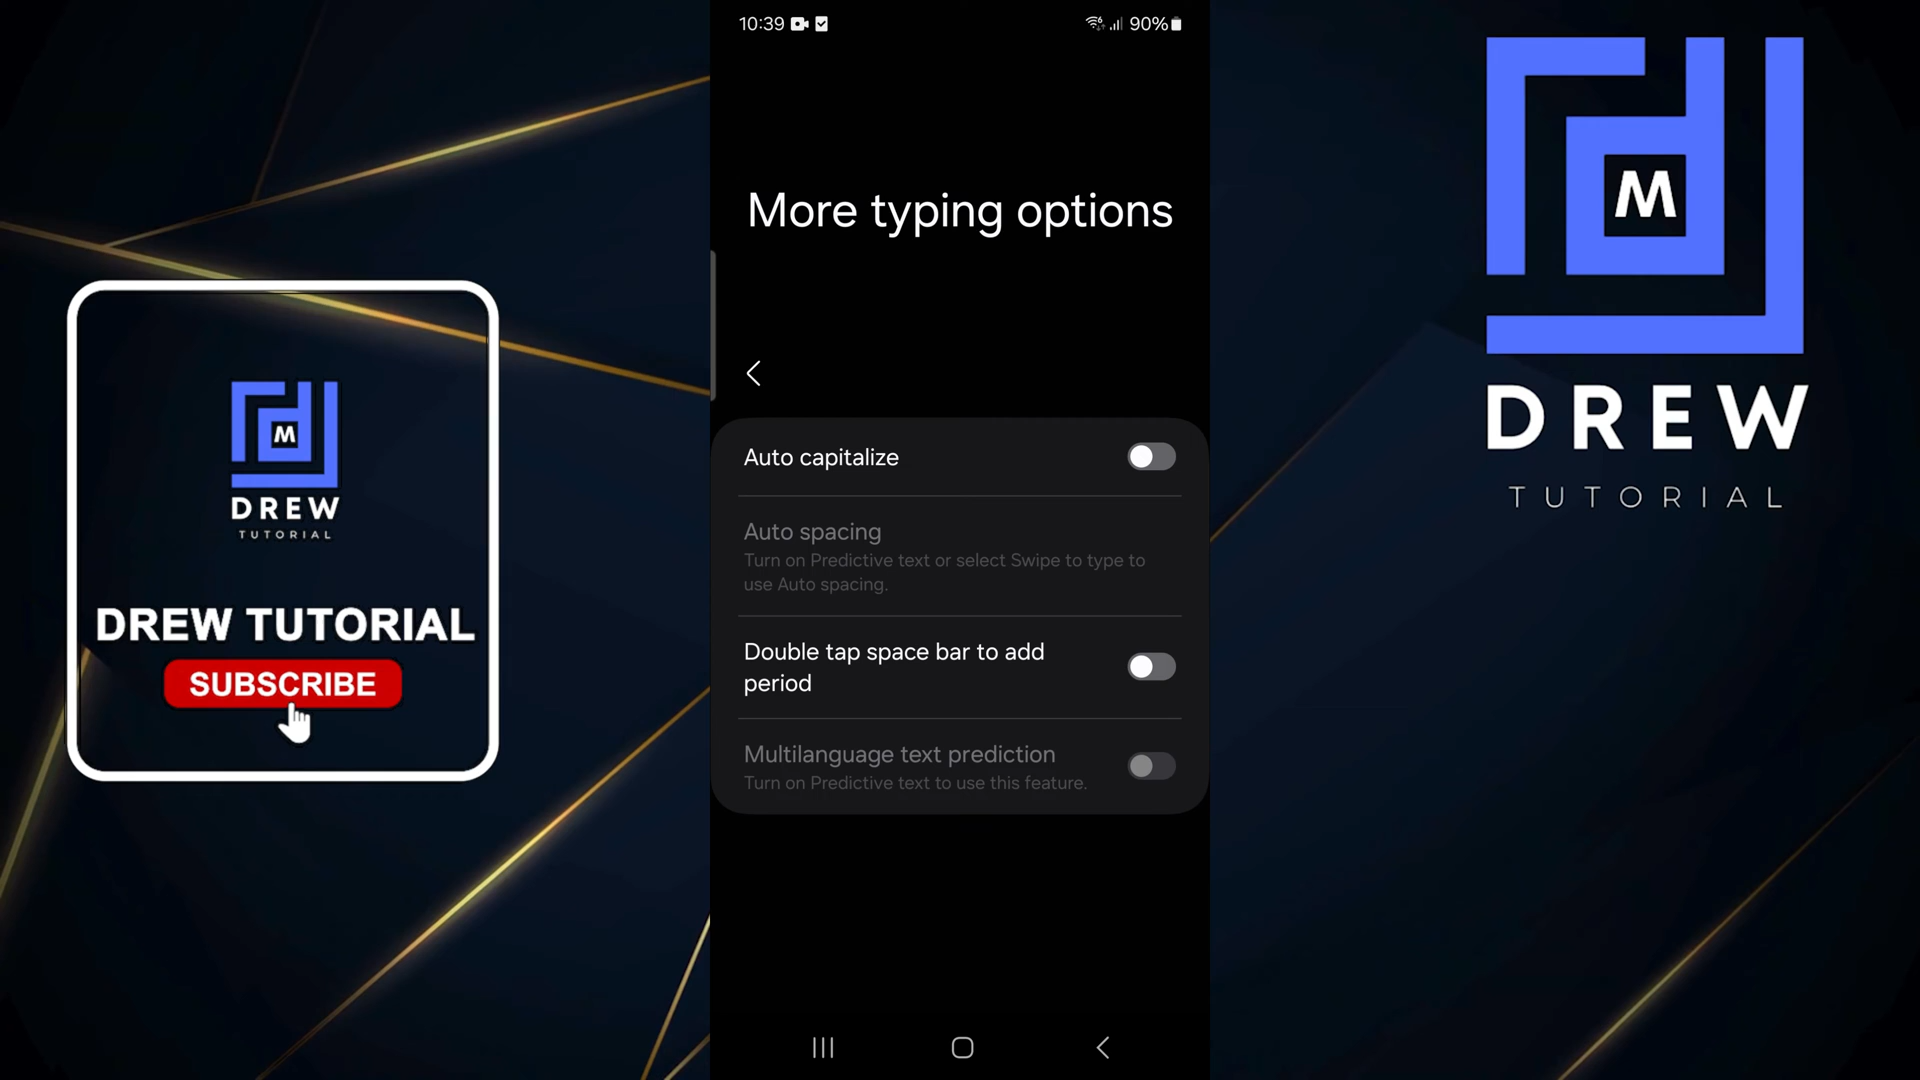 10:39
90%
More typing options
Auto capitalize
Auto spacing
Turn on Predictive text or select Swipe to type to
use Auto spacing.
Double tap space bar to add
period
Multilanguage text prediction
Turn on Predictive text to use this feature.
M
DREW
TUTORIAL
DREW TUTORIAL
SUBSCRIBE
M
DREW
TUTORIAL